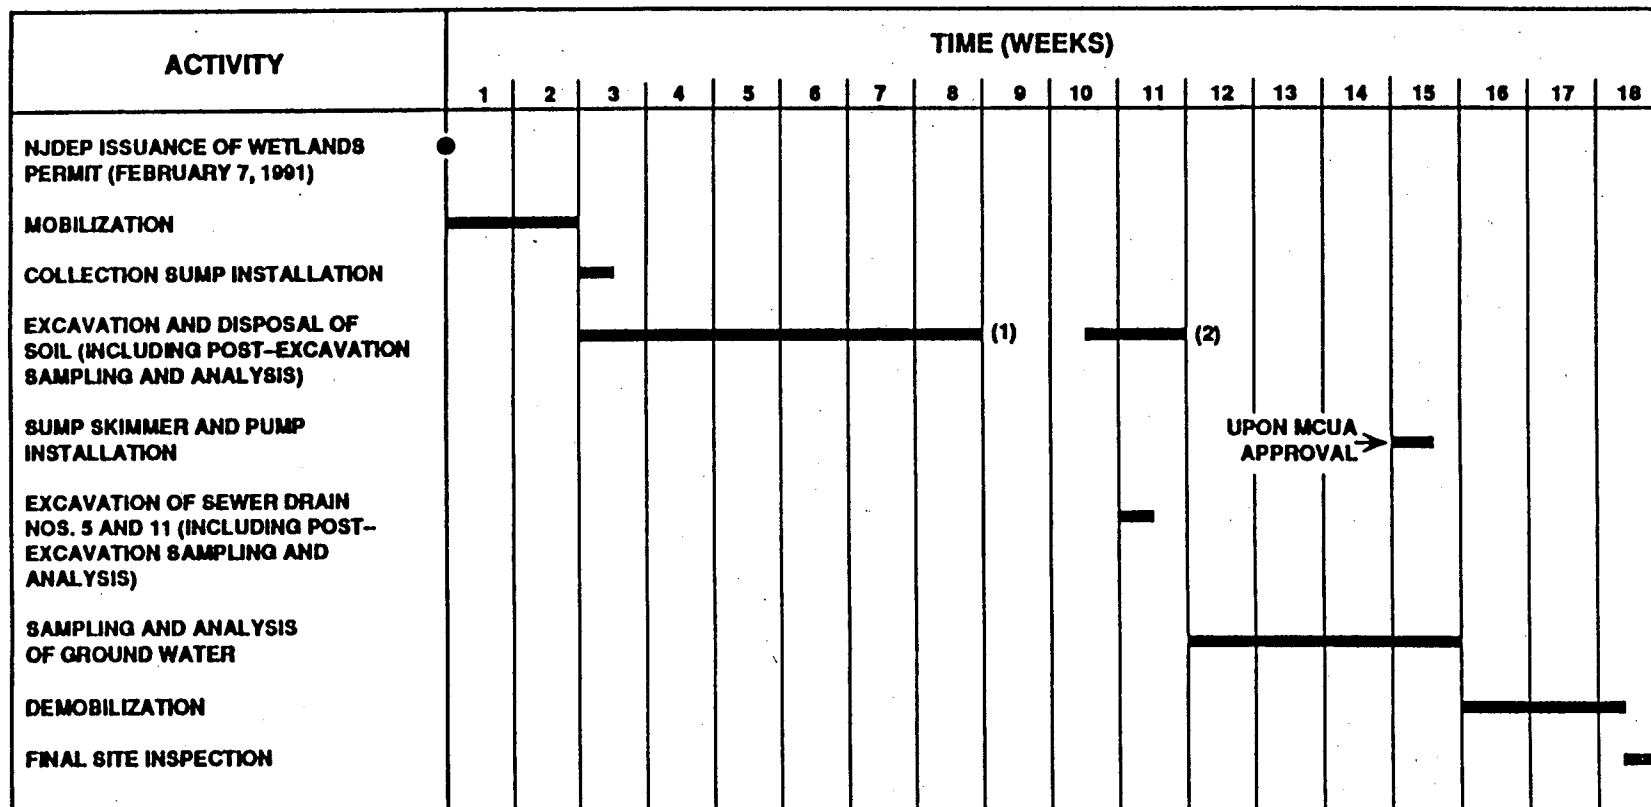 ACTIVITY
TIME (WEEKS)
1 2 3 4 5 6 7 8 9 10 11 12 13 14 15 16 17 18
NJDEP ISSUANCE OF WETLANDS
PERMIT (FEBRUARY 7, 1991)
MOBILIZATION
COLLECTION SUMP INSTALLATION
EXCAVATION AND DISPOSAL OF
SOIL (INCLUDING POST-EXCAVATION
SAMPLING AND ANALYSIS)
(1)
(2)
SUMP SKIMMER AND PUMP
INSTALLATION
UPON MCUA
APPROVAL
EXCAVATION OF SEWER DRAIN
NOS. 5 AND 11 (INCLUDING POST-
EXCAVATION SAMPLING AND
ANALYSIS)
SAMPLING AND ANALYSIS
OF GROUND WATER
DEMOBILIZATION
FINAL SITE INSPECTION